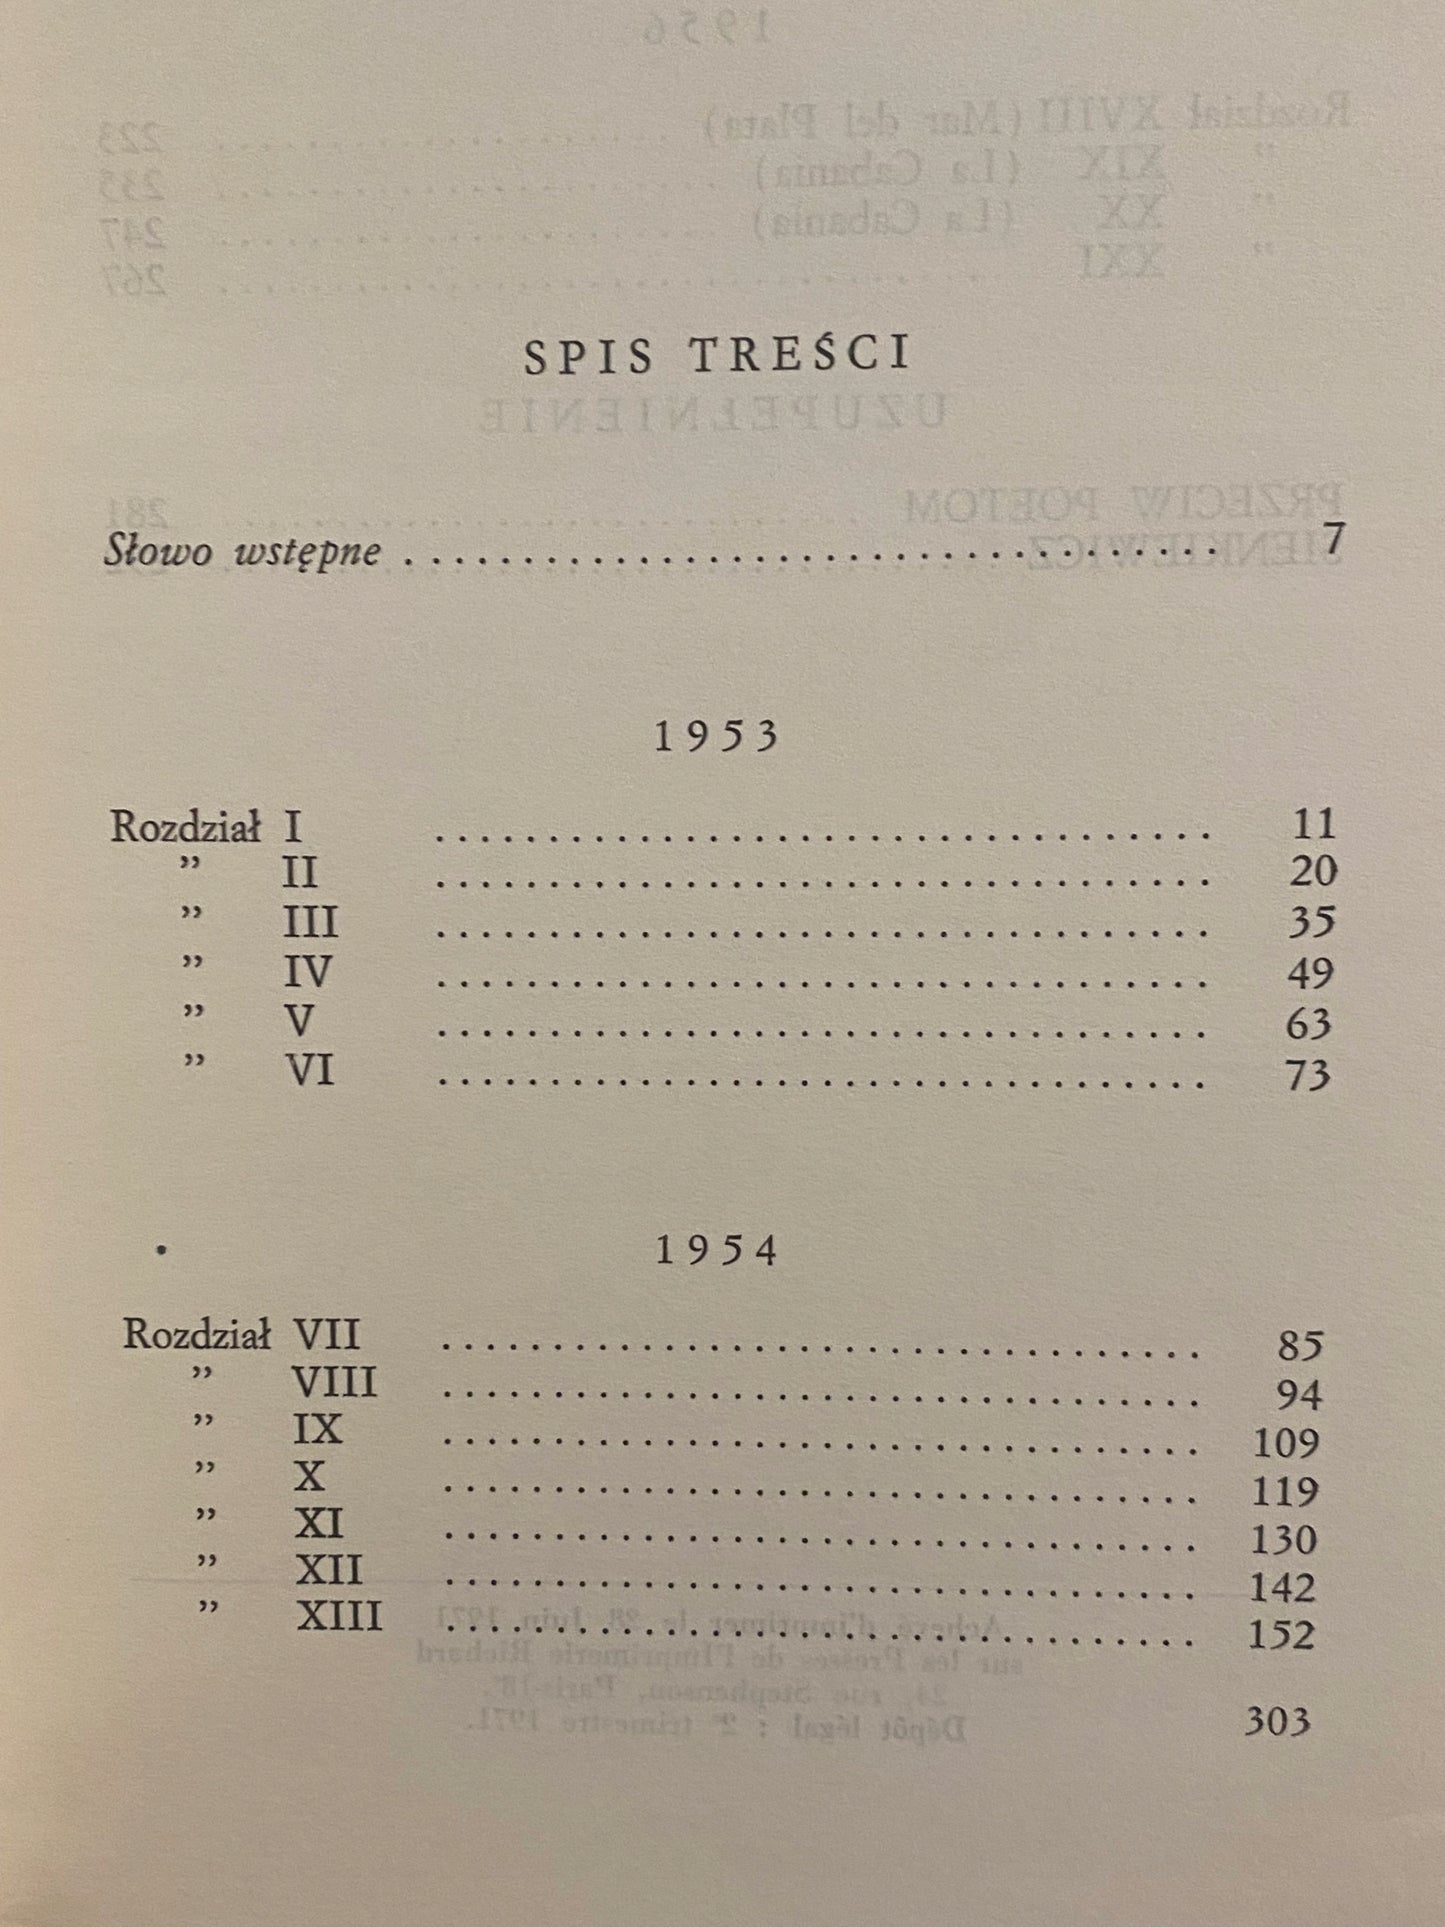 SPIS TREŚCI
Słowo wstępne . . . . . . . . . . . . . . . . . . . . . . . . . . . . . . . . . . . . 7
1953
Rozdział I . . . . . . . . . . . . . . . . . . . . . . . . . . . . . . . . . . . 11
” II . . . . . . . . . . . . . . . . . . . . . . . . . . . . . . . . . . . 20
” III . . . . . . . . . . . . . . . . . . . . . . . . . . . . . . . . . . . 35
” IV . . . . . . . . . . . . . . . . . . . . . . . . . . . . . . . . . . . 49
” V . . . . . . . . . . . . . . . . . . . . . . . . . . . . . . . . . . . 63
” VI . . . . . . . . . . . . . . . . . . . . . . . . . . . . . . . . . . . 73
1954
Rozdział VII . . . . . . . . . . . . . . . . . . . . . . . . . . . . . . . . . . 85
” VIII . . . . . . . . . . . . . . . . . . . . . . . . . . . . . . . . . . 94
” IX . . . . . . . . . . . . . . . . . . . . . . . . . . . . . . . . . . 109
” X . . . . . . . . . . . . . . . . . . . . . . . . . . . . . . . . . . 119
” XI . . . . . . . . . . . . . . . . . . . . . . . . . . . . . . . . . . 130
” XII . . . . . . . . . . . . . . . . . . . . . . . . . . . . . . . . . . 142
” XIII . . . . . . . . . . . . . . . . . . . . . . . . . . . . . . . . . . 152
303